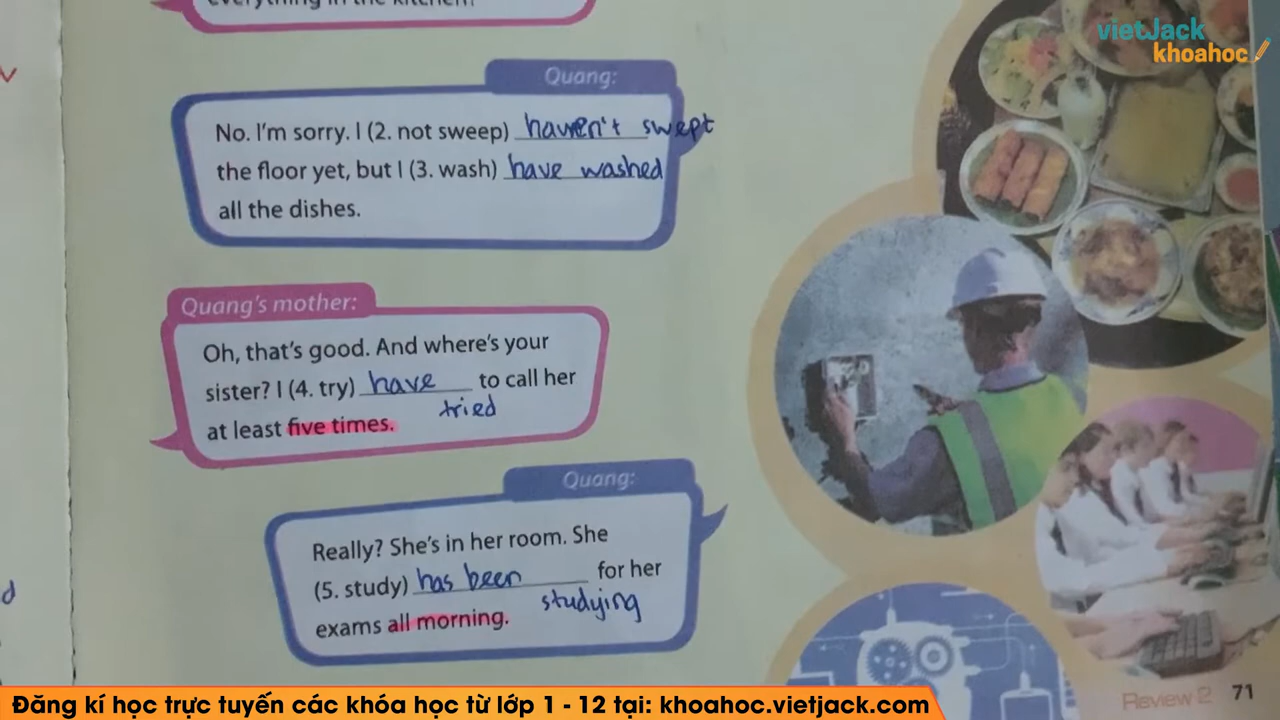 everything in the kitchen?
vietJack
khoahoc
Quang:
No. I'm sorry. I (2. not sweep) haven't swept
the floor yet, but I (3. wash) have washed
all the dishes.
Quang's mother:
Oh, that's good. And where's your
sister? I (4. try) have to call her
tried
at least five times.
Quang:
Really? She's in her room. She
(5. study) has been for her
studying
exams all morning.
Review 2 71
Đăng kí học trực tuyến các khóa học từ lớp 1 - 12 tại: khoahoc.vietjack.com